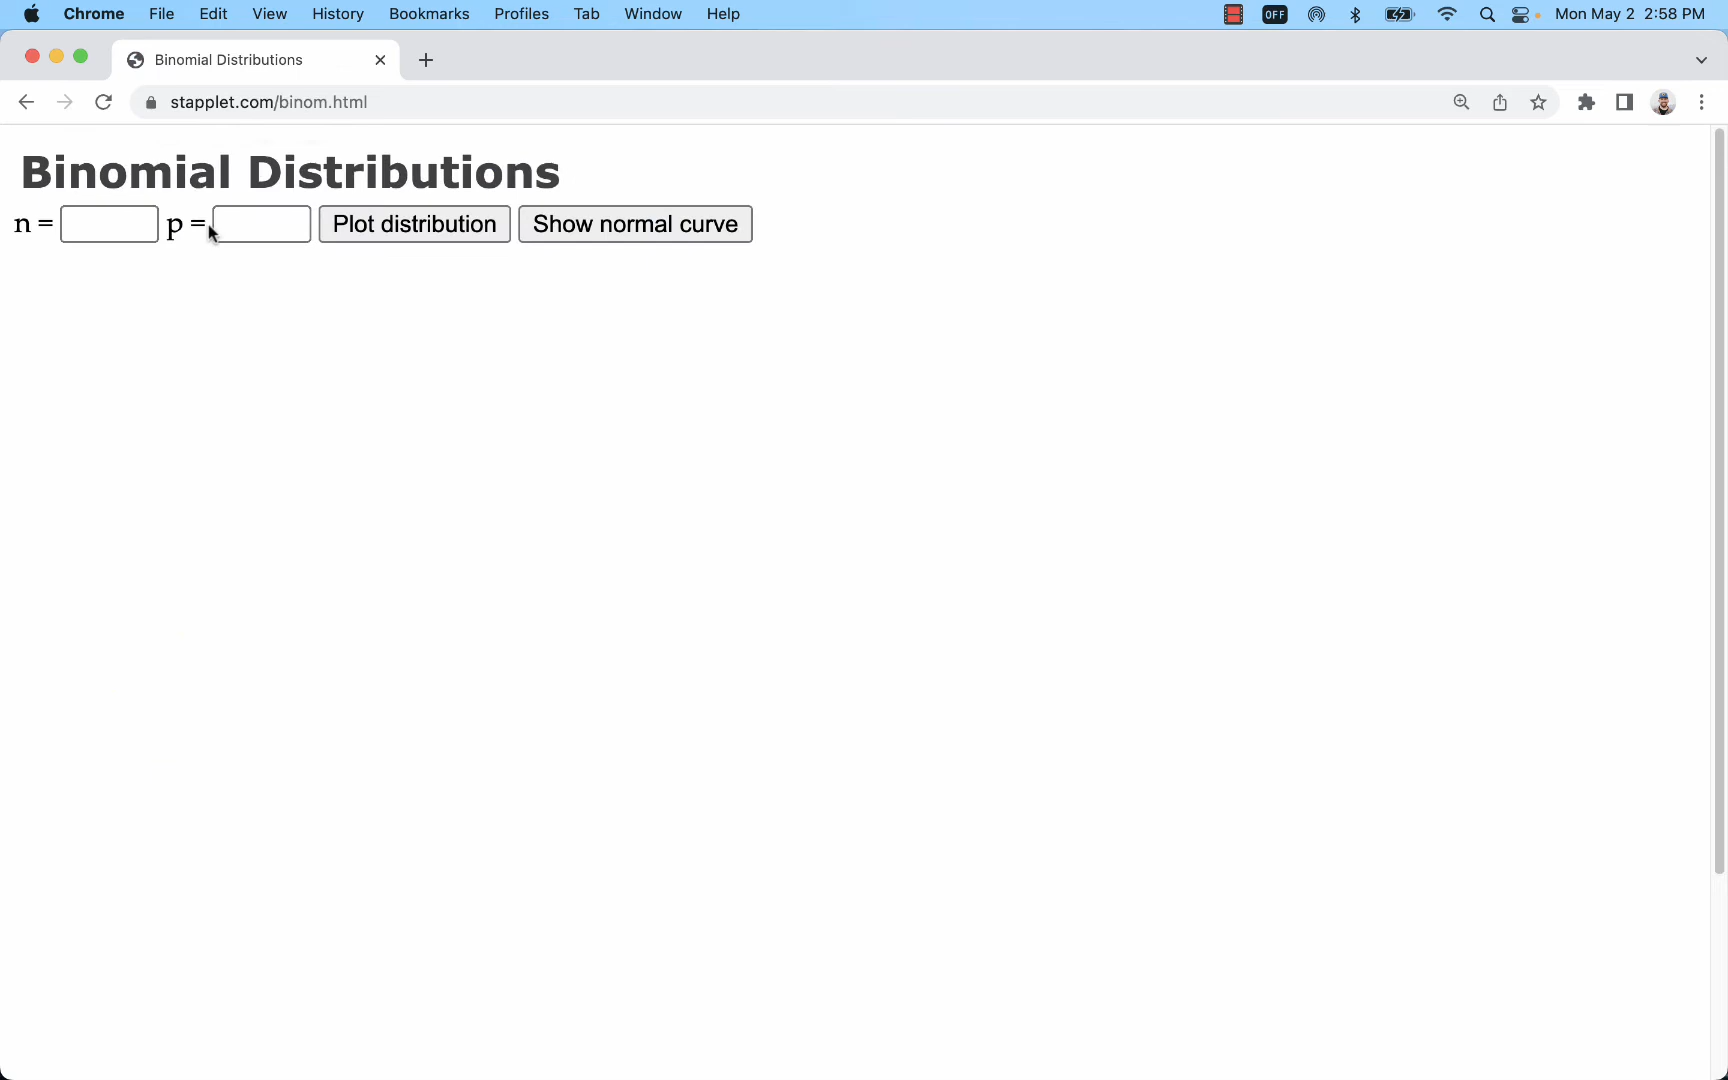 Chrome File Edit View History Bookmarks Profiles Tab Window Help OFF Mon May 2 2:58 PM
Binomial Distributions
stapplet.com/binom.html
Binomial Distributions
n = p = Plot distribution Show normal curve